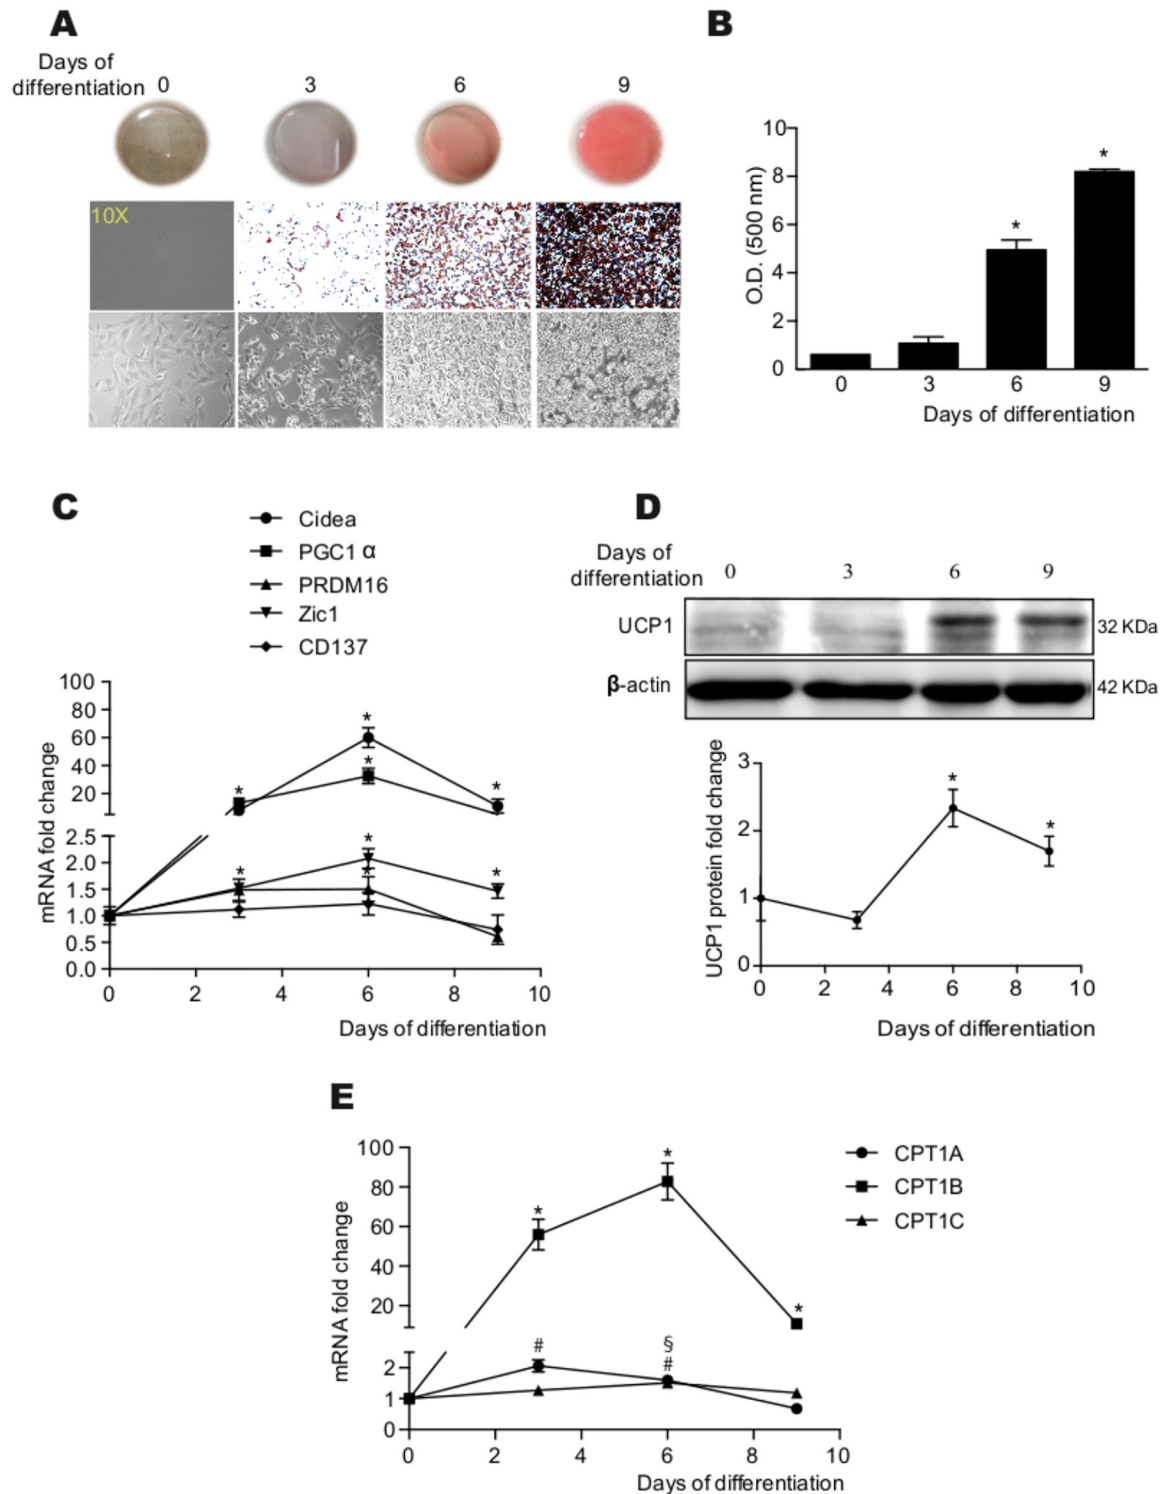 A
Days of
differentiation 0 3 6 9
10X
B
10
8
6
4
2
0
O.D. (500 nm)
* *
0 3 6 9
Days of differentiation
C
Cidea
PGC1 α
PRDM16
Zic1
CD137
100
80
60
40
20
2.5
2.0
1.5
1.0
0.5
0.0
mRNA fold change
* * * *
* * *
0 2 4 6 8 10
Days of differentiation
D
Days of
differentiation 0 3 6 9
UCP1 32 KDa
β-actin 42 KDa
3
2
1
0
UCP1 protein fold change
* *
0 2 4 6 8 10
Days of differentiation
E
100
80
60
40
20
2
1
0
mRNA fold change
* * *
# §
#
0 2 4 6 8 10
Days of differentiation
CPT1A
CPT1B
CPT1C